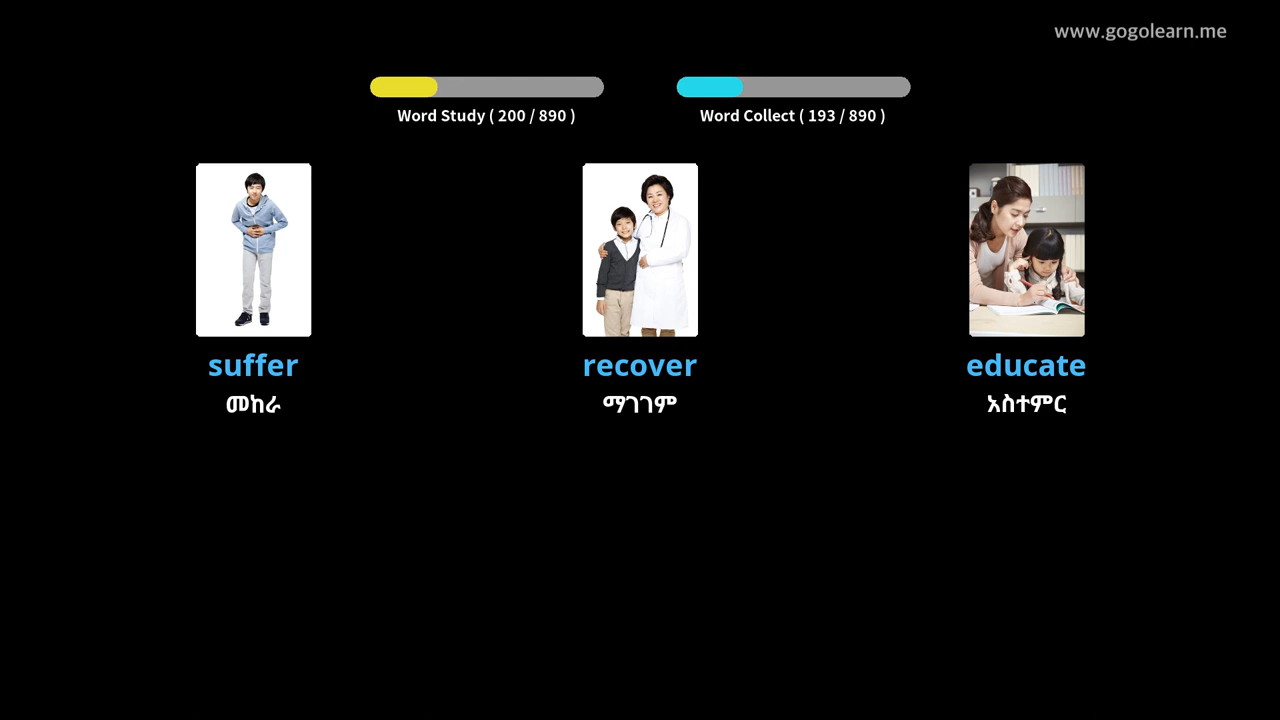 www.gogolearn.me
Word Study ( 200 / 890 )
Word Collect ( 193 / 890 )
suffer
መከራ
recover
ማገገም
educate
አስተምር